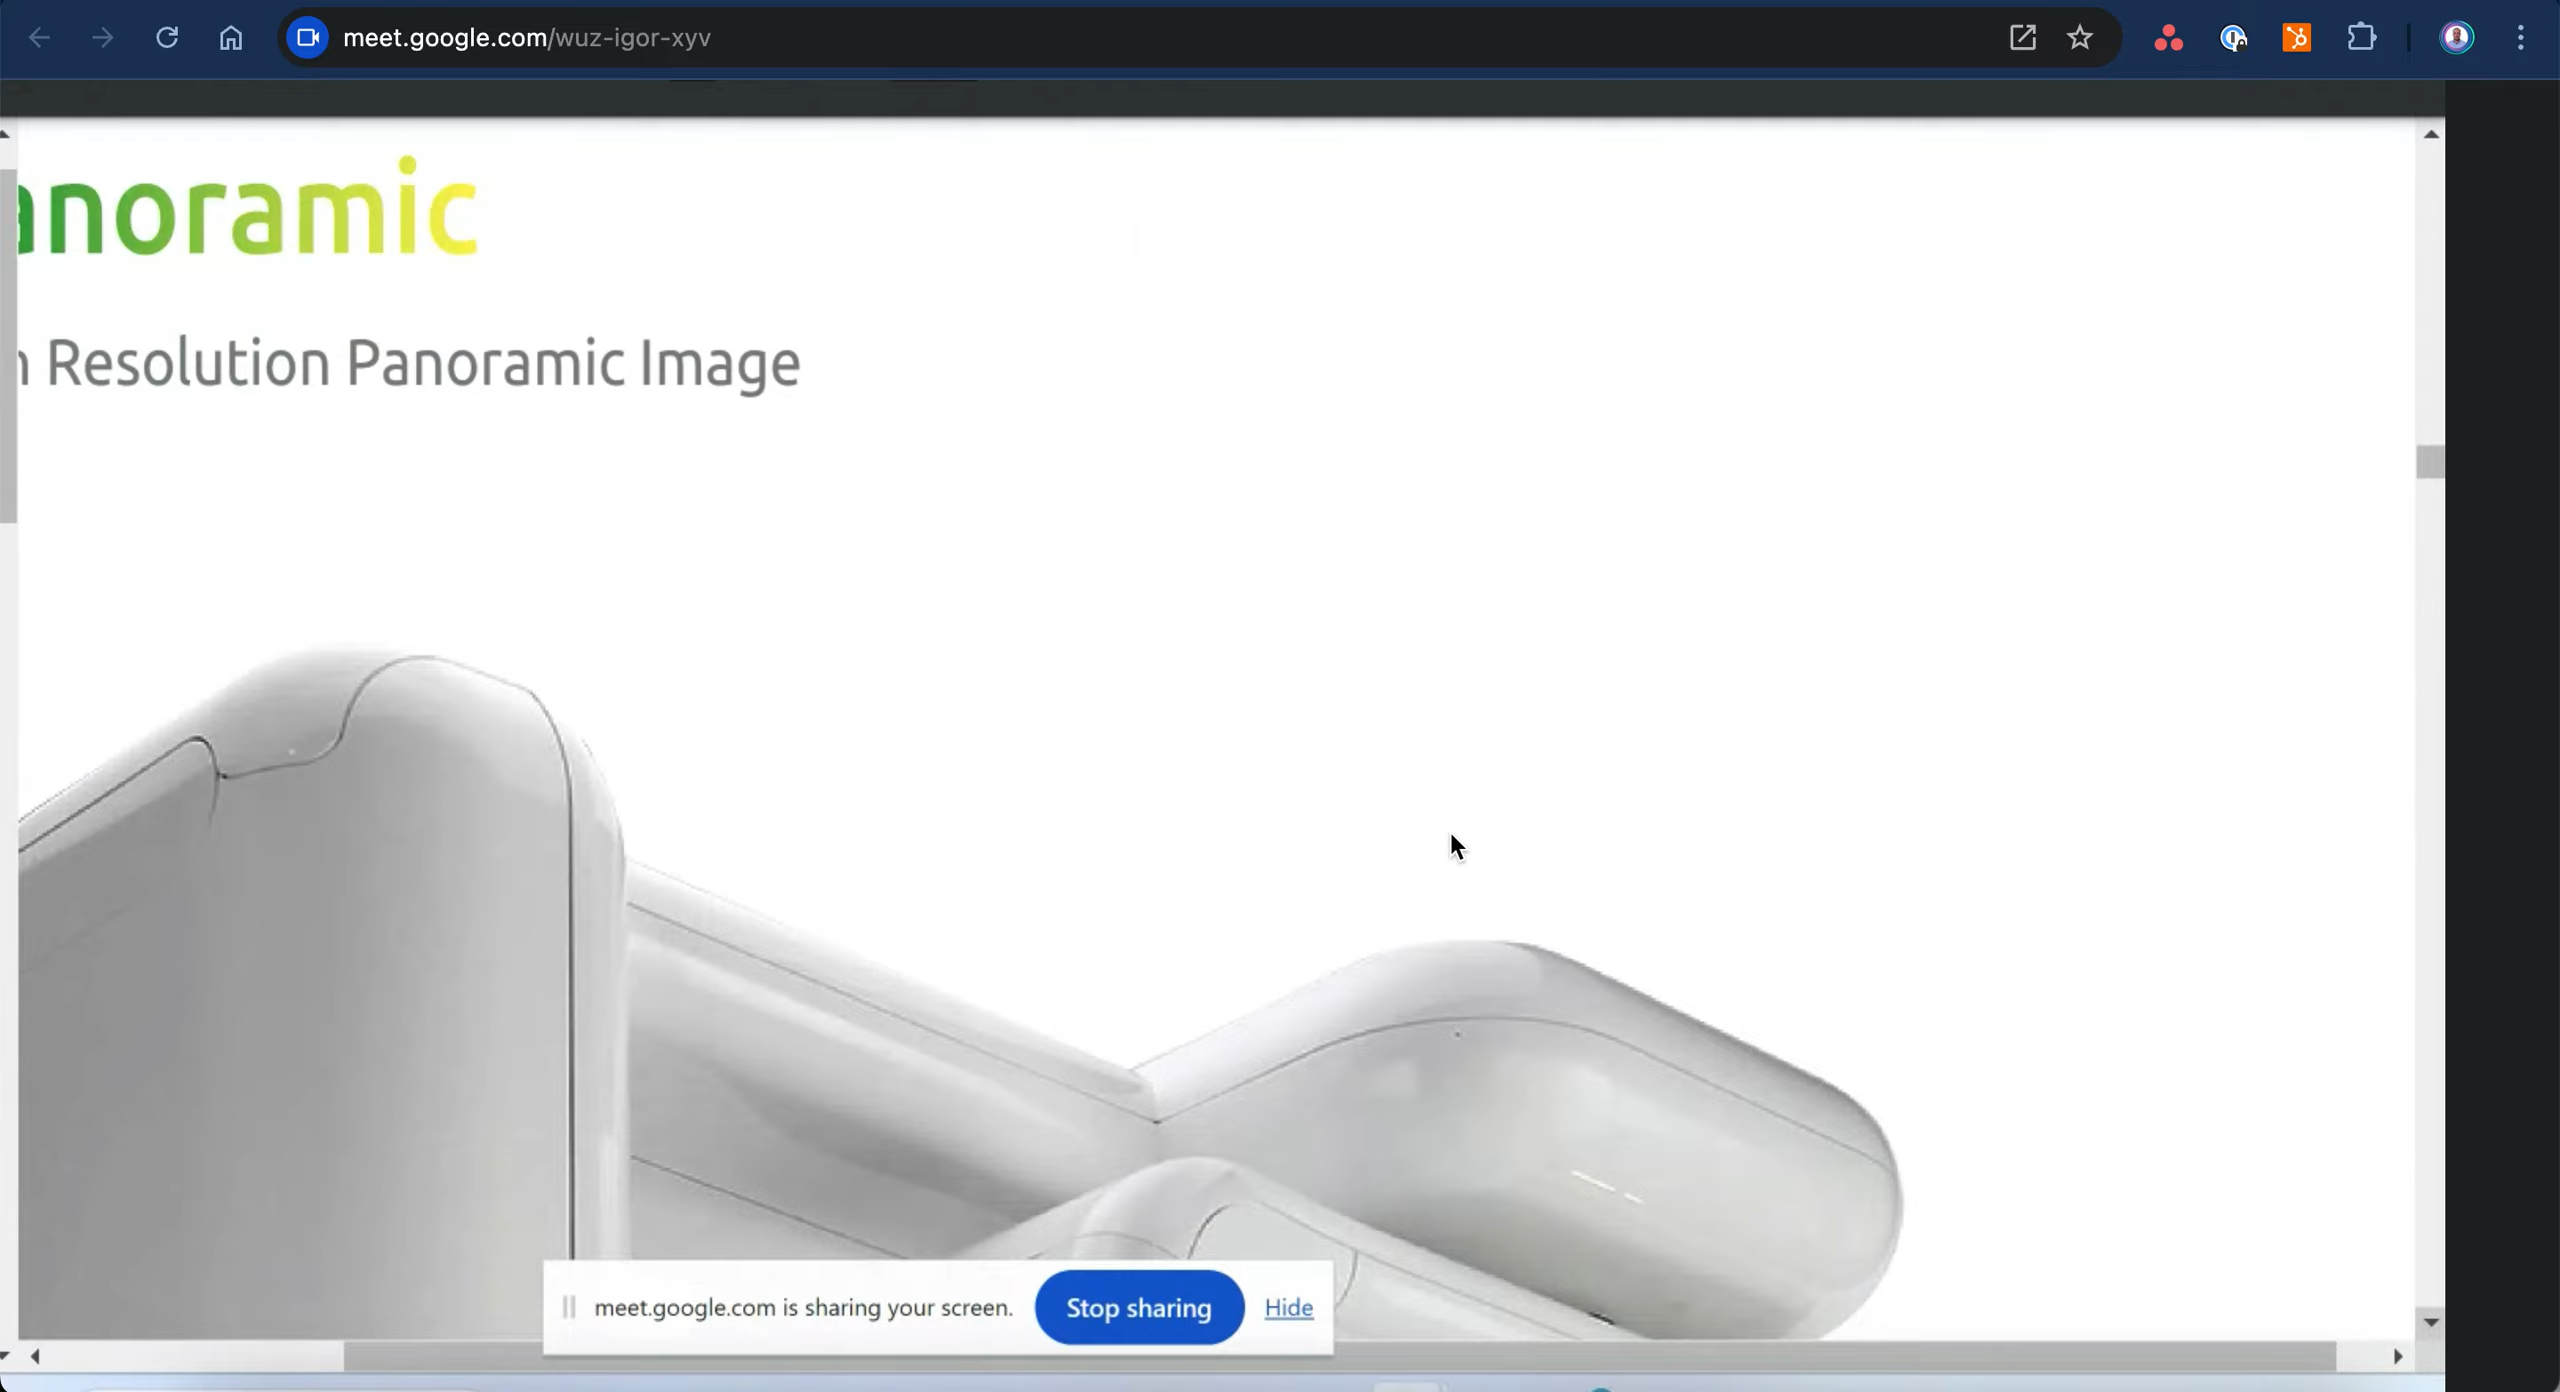 meet.google.com/wuz-igor-xyv
anoramic
n Resolution Panoramic Image
meet.google.com is sharing your screen.
Stop sharing
Hide